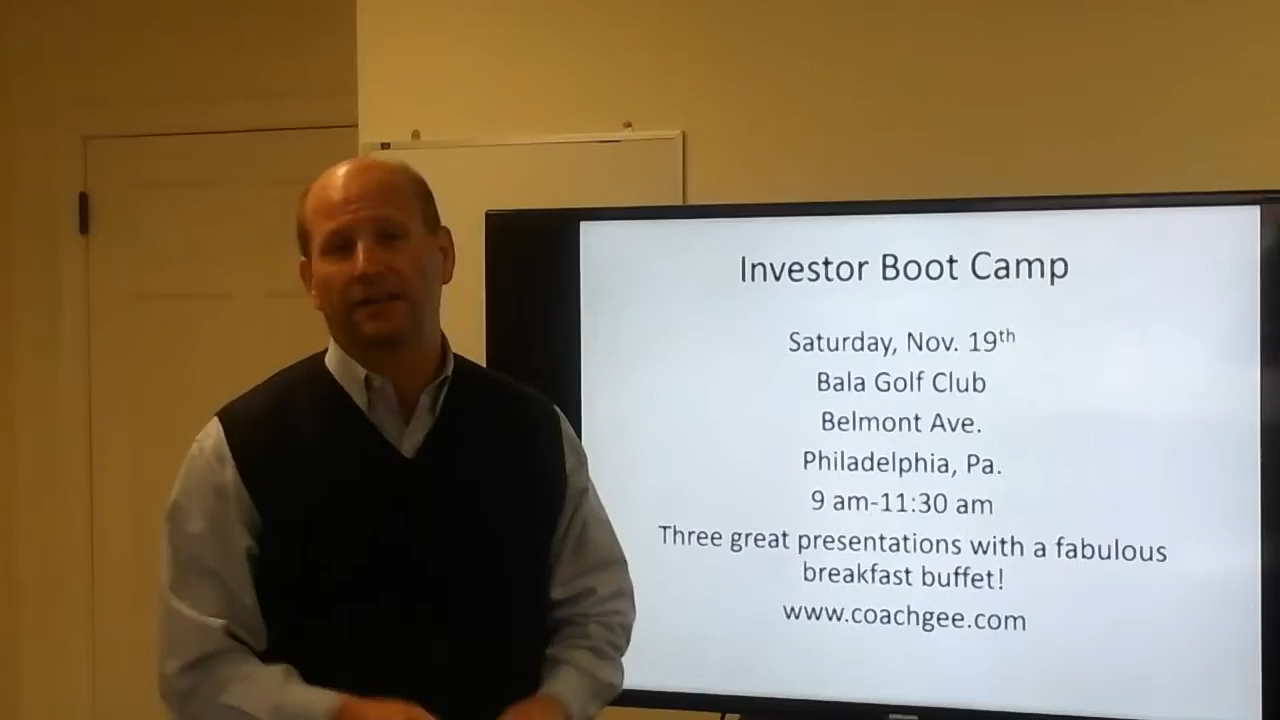 Investor Boot Camp
Saturday, Nov. 19th
Bala Golf Club
Belmont Ave.
Philadelphia, Pa.
9 am-11:30 am
Three great presentations with a fabulous
breakfast buffet!
www.coachgee.com